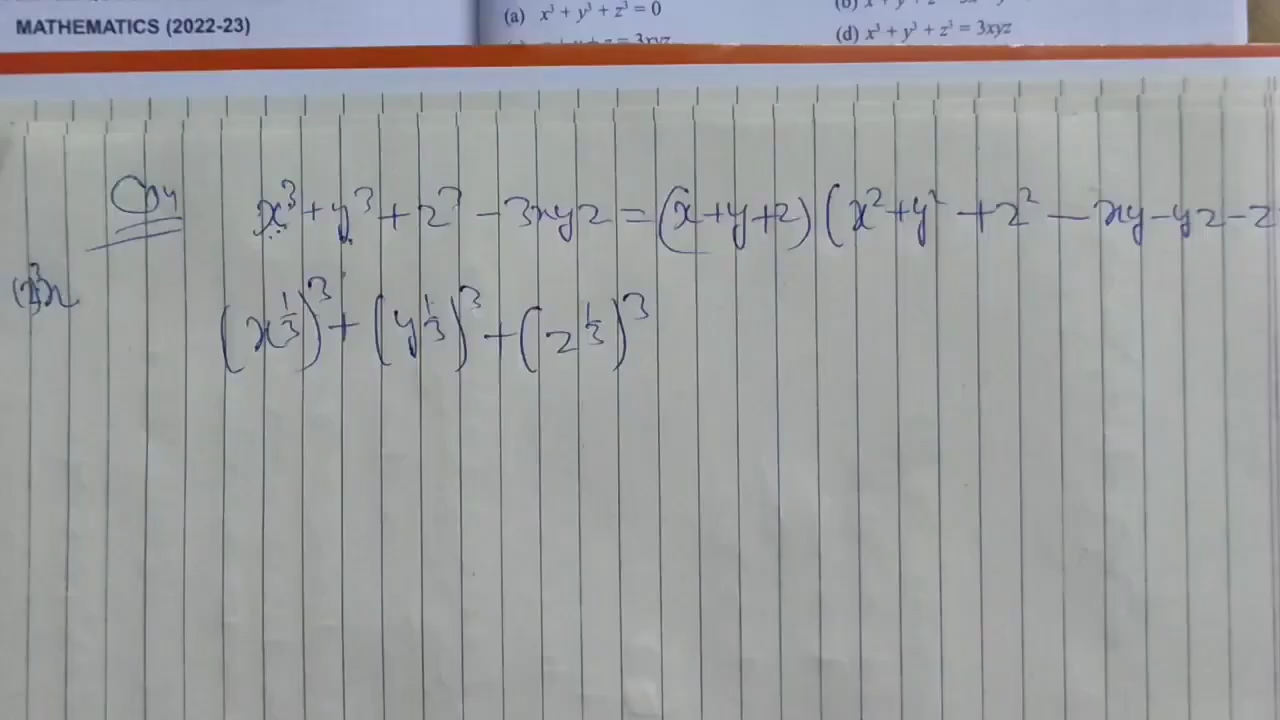 MATHEMATICS (2022-23)
(a) x³ + y³ + z³ = 0
(d) x³ + y³ + z³ = 3xyz
x³ + y³ + z³ - 3xyz = (x + y + z) (x² + y² + z² - xy - yz - z
(x^1/3)³ + (y^1/3)³ + (z^1/3)³